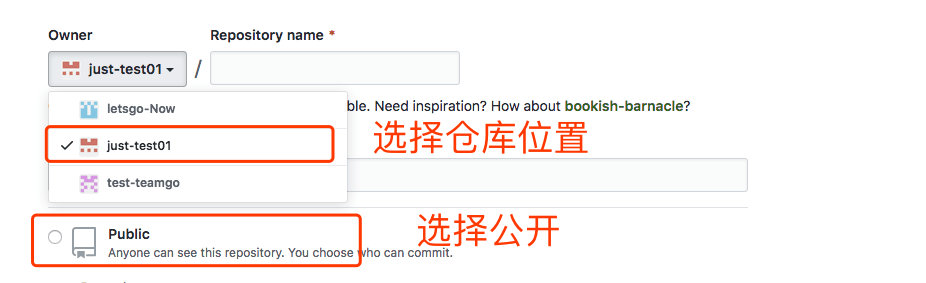 Owner
Repository name *
just-test01 /
letsgo-Now
ble. Need inspiration? How about bookish-barnacle?
选择仓库位置
just-test01
test-teamgo
选择公开
Public
Anyone can see this repository. You choose who can commit.